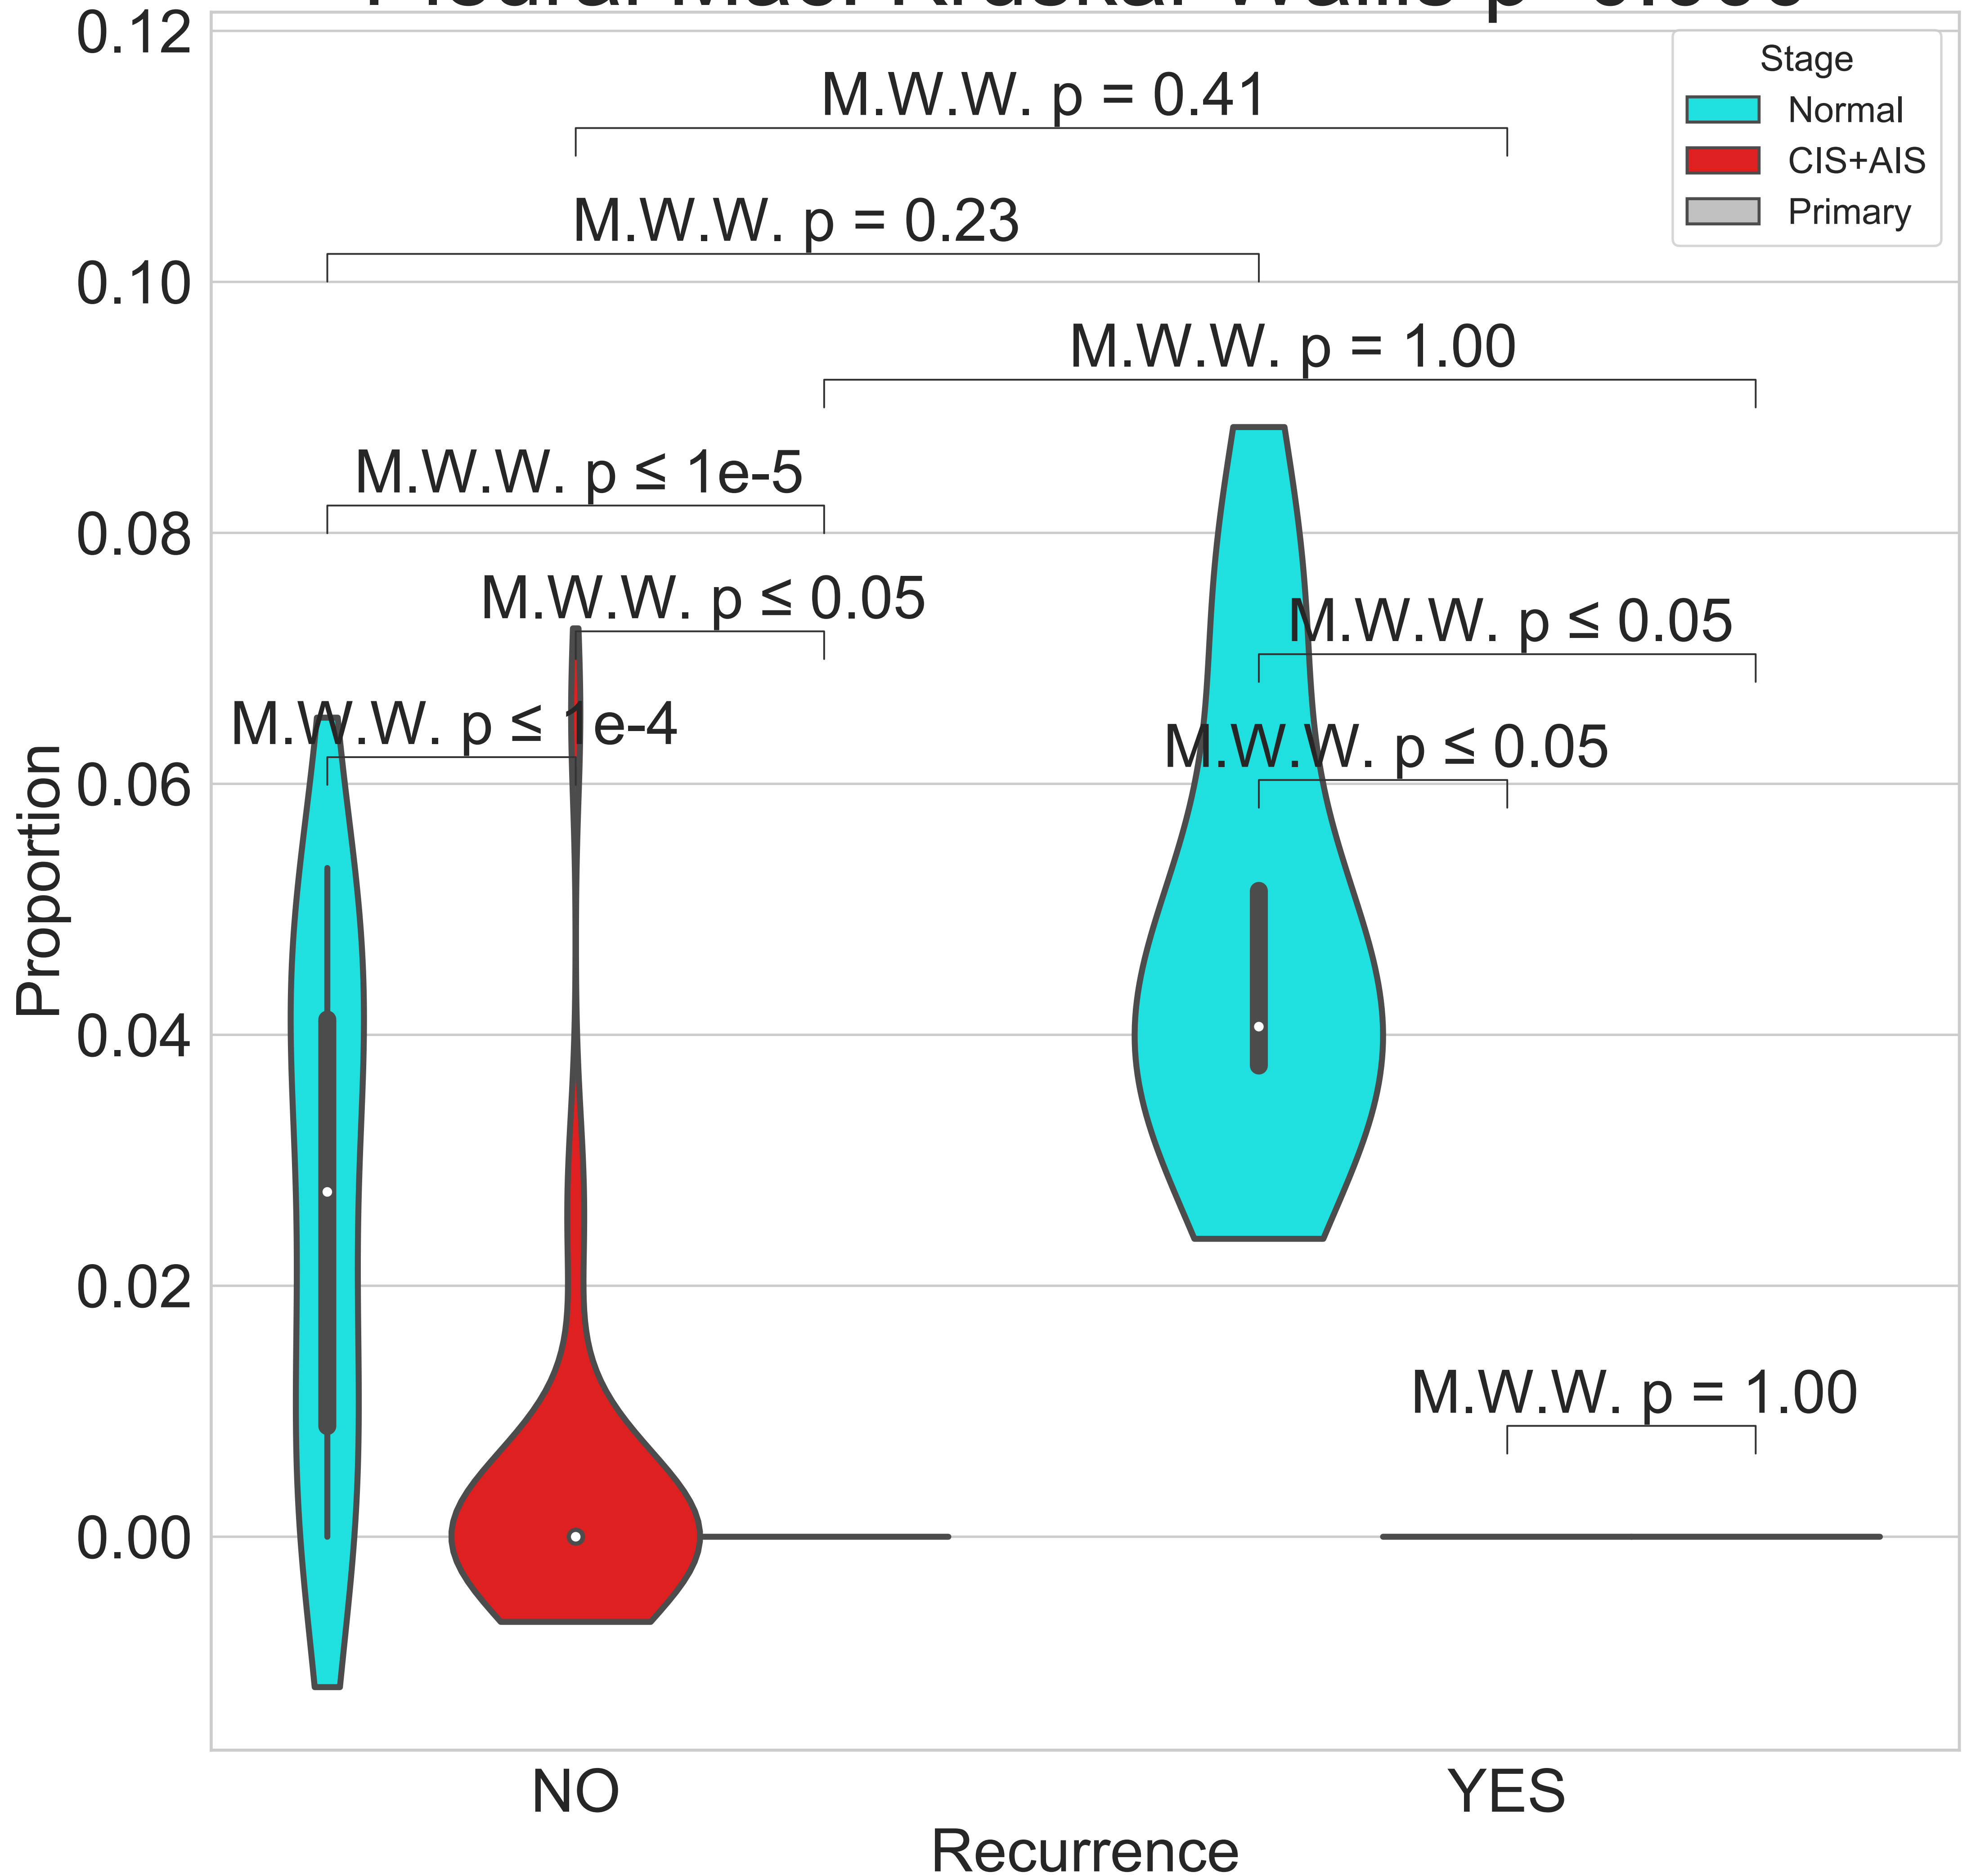 0.12
M.W.W. p = 0.41
Stage
Normal
CIS+AIS
Primary
M.W.W. p = 0.23
0.10
M.W.W. p = 1.00
M.W.W. p ≤ 1e-5
0.08
M.W.W. p ≤ 0.05
M.W.W. p ≤ 0.05
M.W.W. p ≤ 1e-4
M.W.W. p ≤ 0.05
0.06
Proportion
0.04
0.02
M.W.W. p = 1.00
0.00
NO
YES
Recurrence